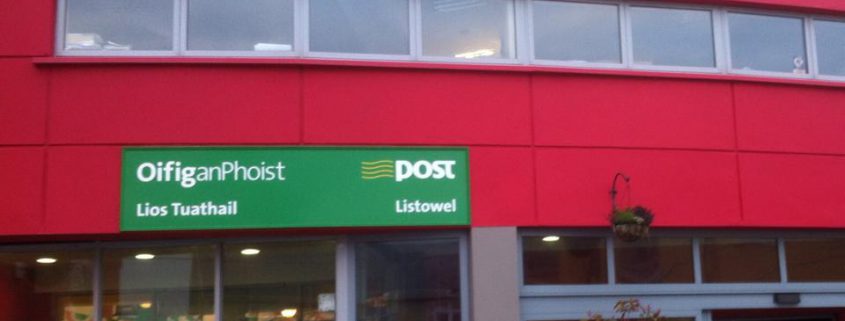 OifiganPhoist post
Lios Tuathail Listowel